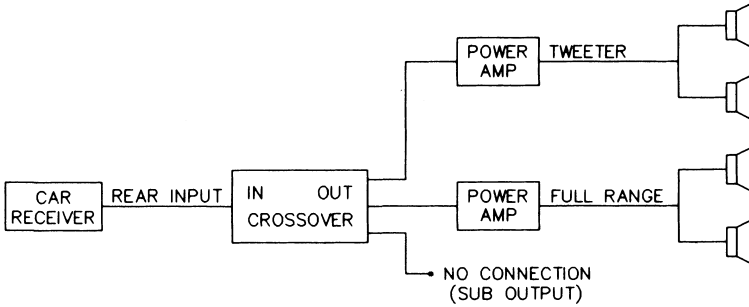 POWER
AMP
TWEETER
CAR
RECEIVER
REAR INPUT
IN OUT
CROSSOVER
POWER
AMP
FULL RANGE
NO CONNECTION
(SUB OUTPUT)